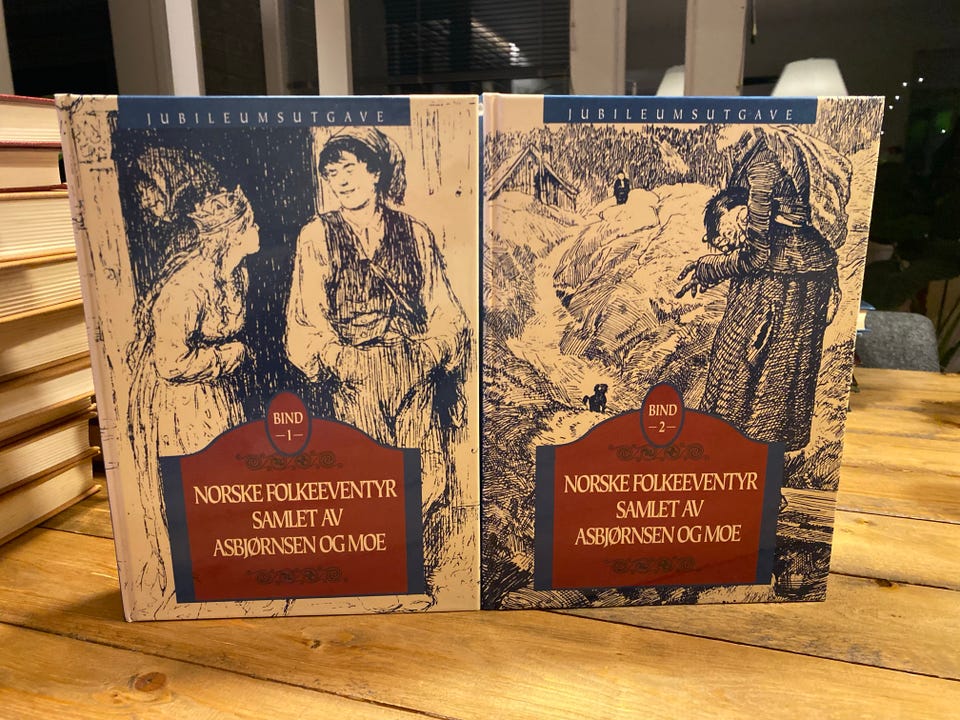 JUBILEUMSUTGAVE
BIND
-1-
NORSKE FOLKEEVENTYR
SAMLET AV
ASBJØRNSEN OG MOE
JUBILEUMSUTGAVE
BIND
-2-
NORSKE FOLKEEVENTYR
SAMLET AV
ASBJØRNSEN OG MOE